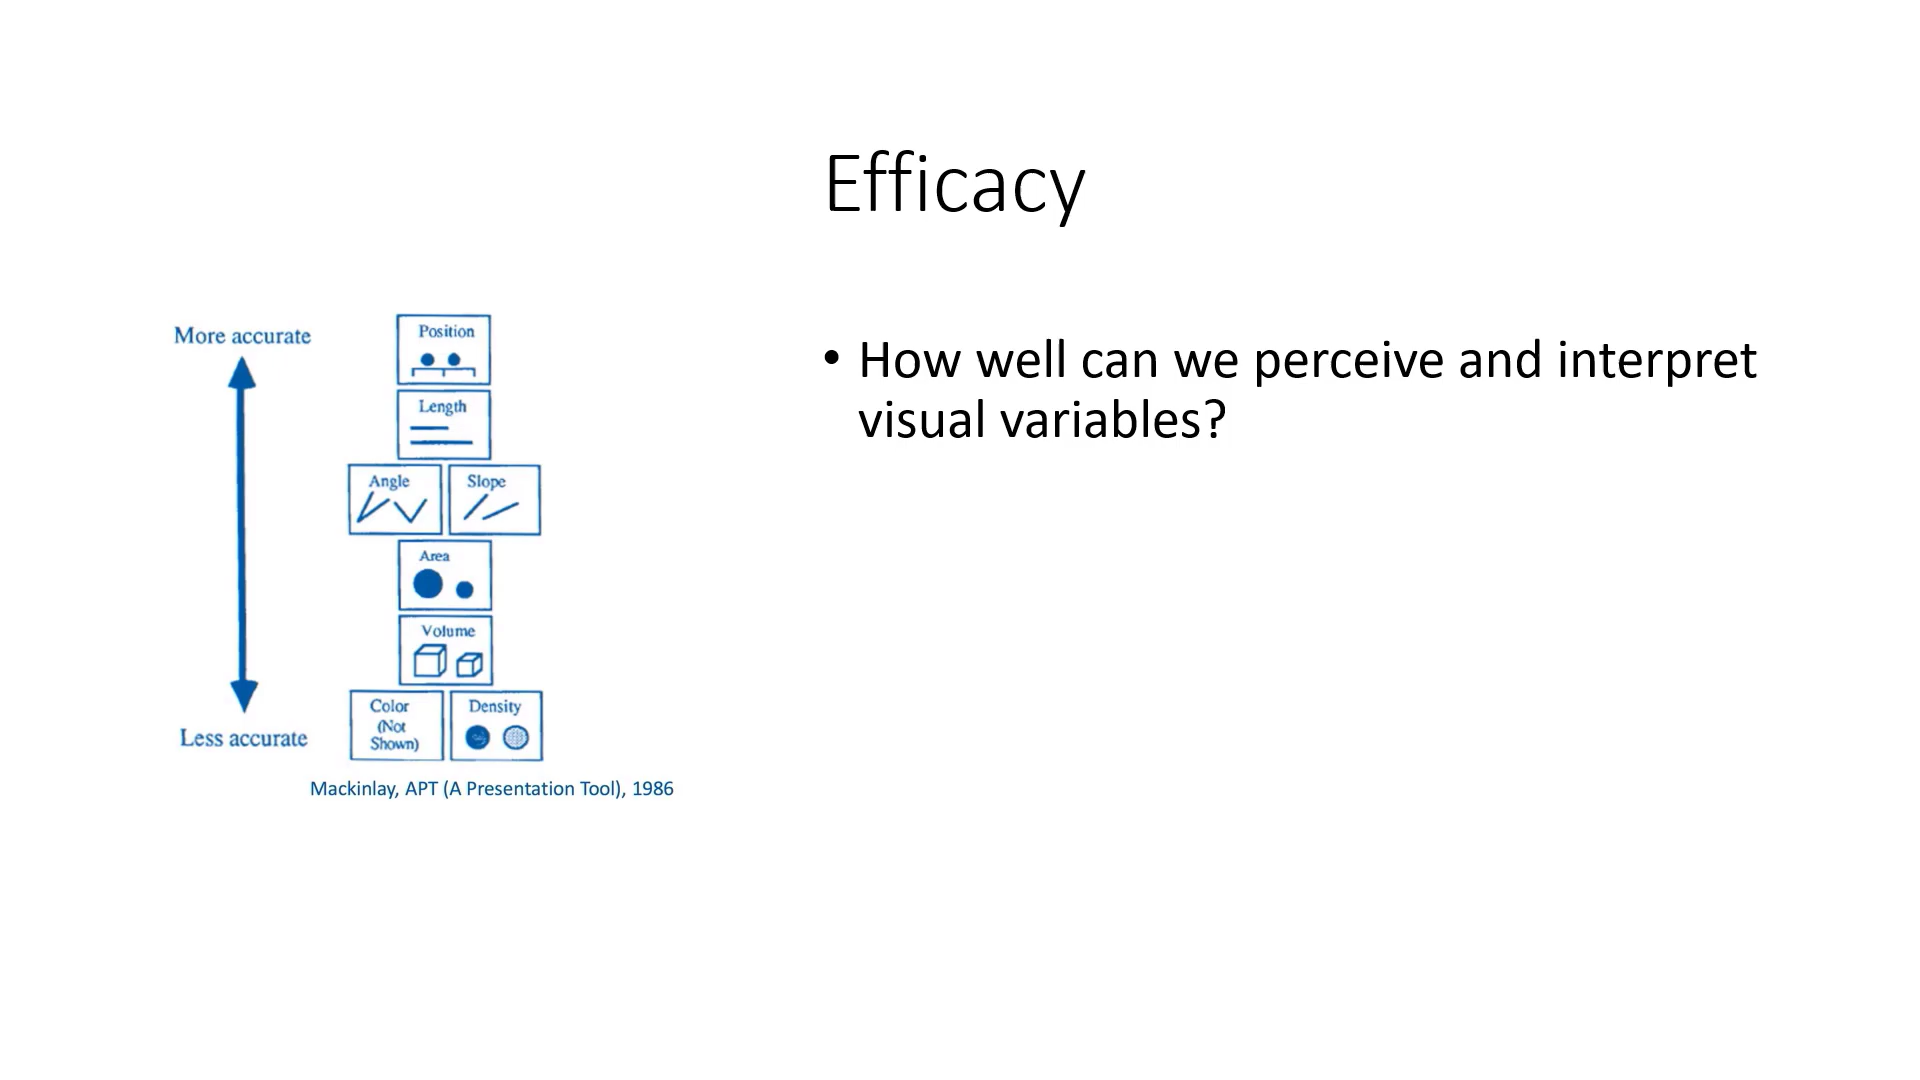 Efficacy
More accurate
Position
Length
Angle Slope
Area
Volume
Color Density
(Not
Shown)
Less accurate
Mackinlay, APT (A Presentation Tool), 1986
• How well can we perceive and interpret
visual variables?